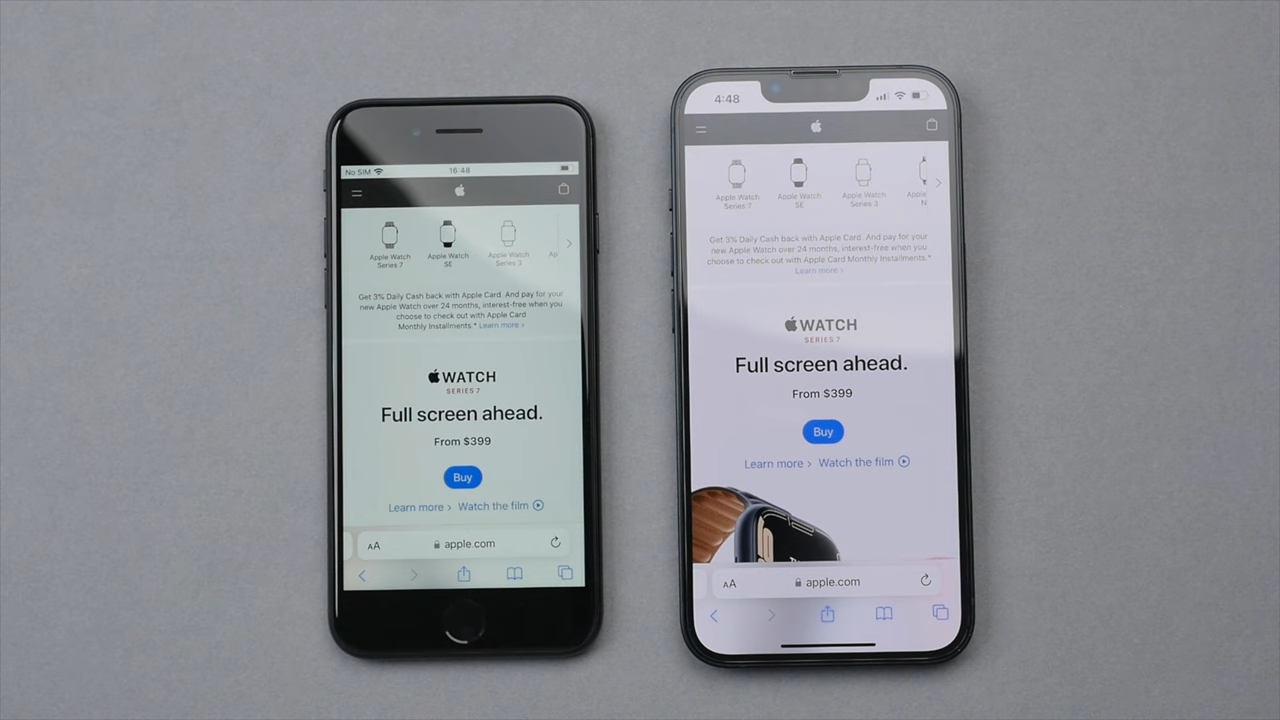 No SIM 16:48
Apple Watch
Series 7
Apple Watch
SE
Apple Watch
Series 3
Ap
Get 3% Daily Cash back with Apple Card. And pay for your
new Apple Watch over 24 months, interest-free when you
choose to check out with Apple Card
Monthly Installments.* Learn more >
WATCH
SERIES 7
Full screen ahead.
From $399
Buy
Learn more > Watch the film
AA apple.com
4:48
Apple Watch
Series 7
Apple Watch
SE
Apple Watch
Series 3
Apple
N
Get 3% Daily Cash back with Apple Card. And pay for your
new Apple Watch over 24 months, interest-free when you
choose to check out with Apple Card Monthly Installments.*
Learn more >
WATCH
SERIES 7
Full screen ahead.
From $399
Buy
Learn more > Watch the film
AA apple.com